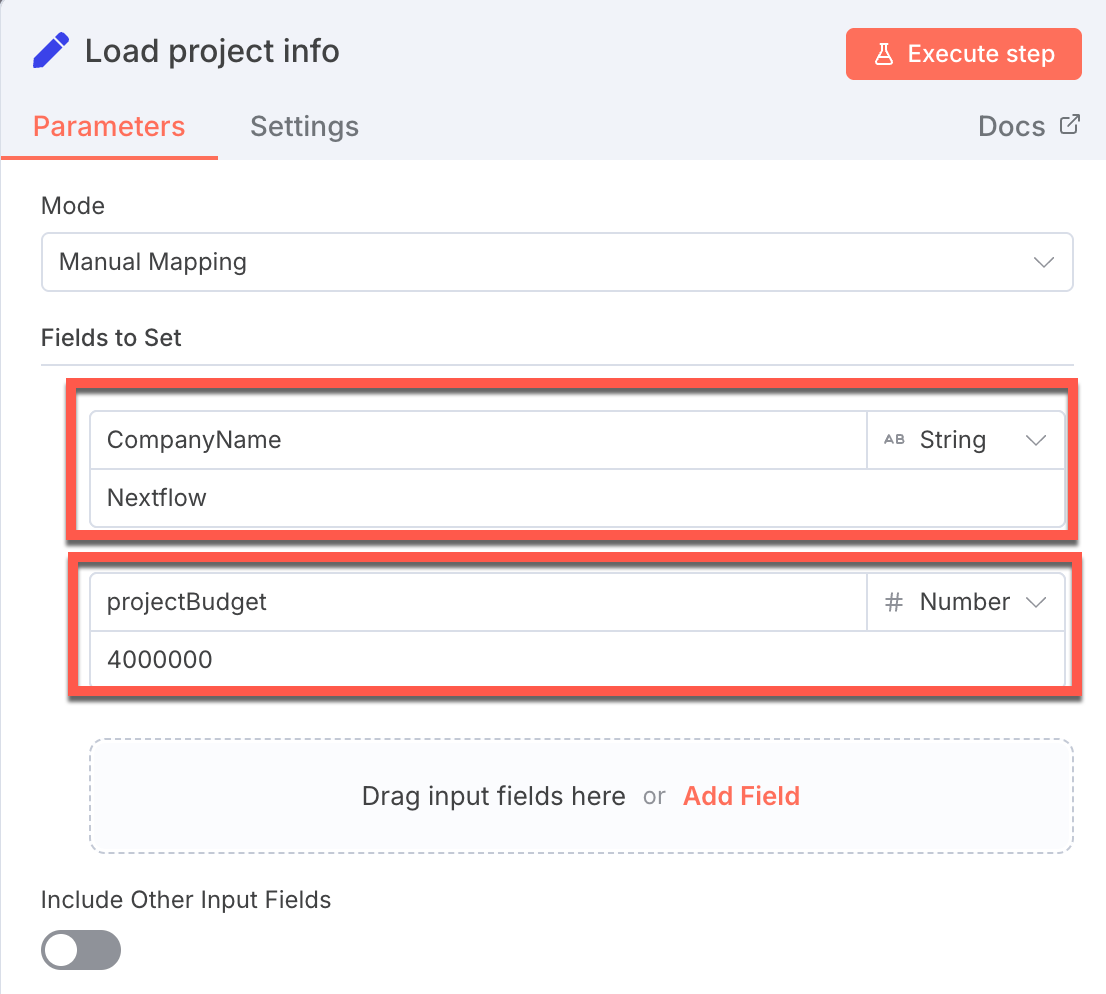 Load project info
Execute step
Parameters
Settings
Docs
Mode
Manual Mapping
Fields to Set
CompanyName
AB String
Nextflow
projectBudget
# Number
4000000
Drag input fields here or Add Field
Include Other Input Fields